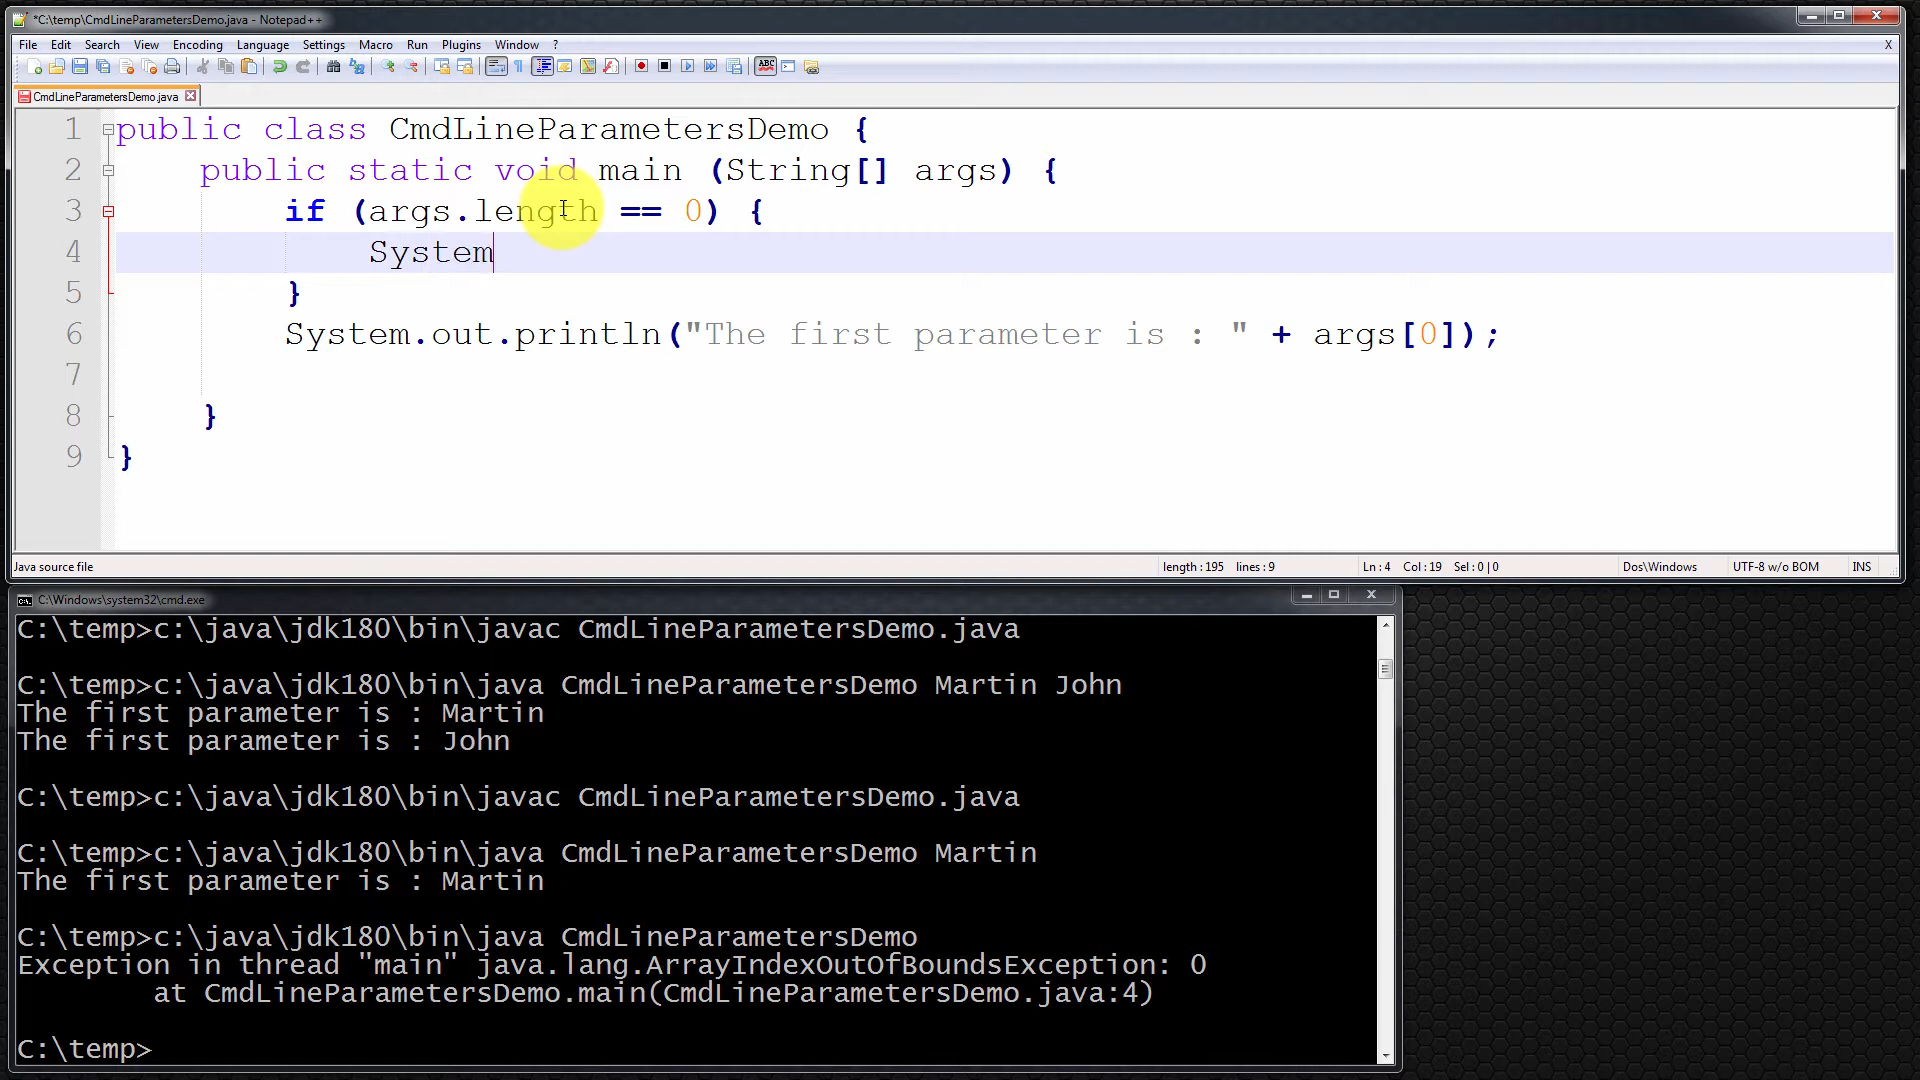 *C:\temp\CmdLineParametersDemo.java - Notepad++
File Edit Search View Encoding Language Settings Macro Run Plugins Window ? X
CmdLineParametersDemo.java
1 public class CmdLineParametersDemo {
2 public static void main (String[] args) {
3 if (args.length == 0) {
4 System
5 }
6 System.out.println("The first parameter is : " + args[0]);
7
8 }
9 }
Java source file length : 195 lines : 9 Ln : 4 Col : 19 Sel : 0 | 0 Dos\Windows UTF-8 w/o BOM INS
C:\Windows\system32\cmd.exe
C:\temp>c:\java\jdk180\bin\javac CmdLineParametersDemo.java
C:\temp>c:\java\jdk180\bin\java CmdLineParametersDemo Martin John
The first parameter is : Martin
The first parameter is : John
C:\temp>c:\java\jdk180\bin\javac CmdLineParametersDemo.java
C:\temp>c:\java\jdk180\bin\java CmdLineParametersDemo Martin
The first parameter is : Martin
C:\temp>c:\java\jdk180\bin\java CmdLineParametersDemo
Exception in thread "main" java.lang.ArrayIndexOutOfBoundsException: 0
at CmdLineParametersDemo.main(CmdLineParametersDemo.java:4)
C:\temp>